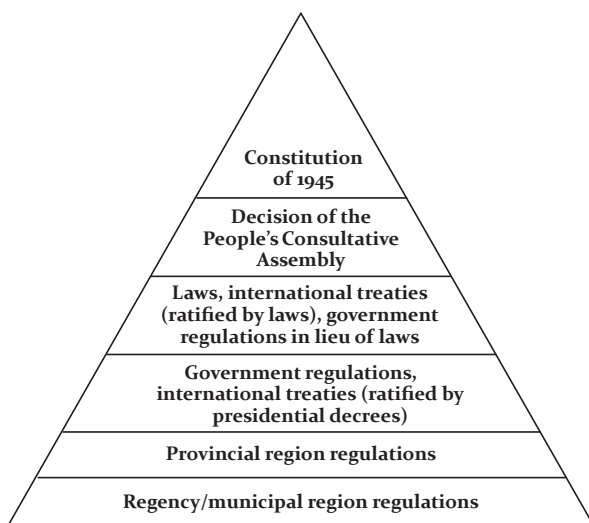 Constitution
of 1945
Decision of the
People's Consultative
Assembly
Laws, international treaties
(ratified by laws), government
regulations in lieu of laws
Government regulations,
international treaties (ratified by
presidential decrees)
Provincial region regulations
Regency/municipal region regulations